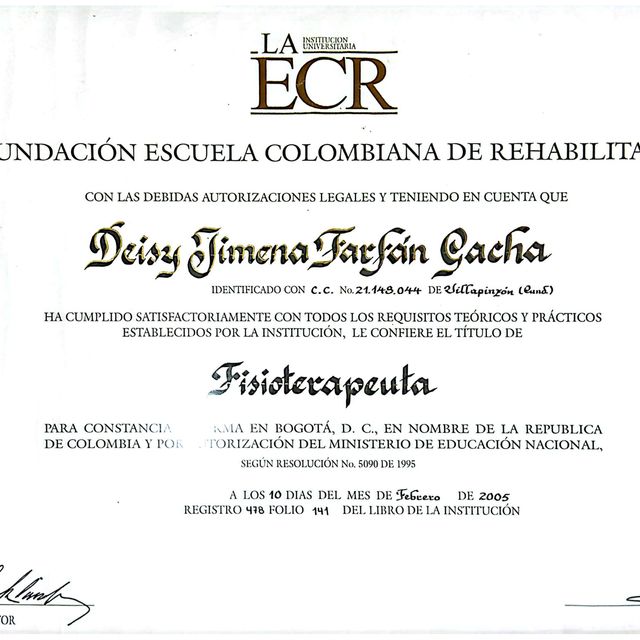 LA INSTITUCION UNIVERSITARIA
ECR
UNDACIÓN ESCUELA COLOMBIANA DE REHABILITA
CON LAS DEBIDAS AUTORIZACIONES LEGALES Y TENIENDO EN CUENTA QUE
Deisy Jimena Farfán Gacha
IDENTIFICADO CON C.C. No. 21.148.044 DE Villapinzón (Cund)
HA CUMPLIDO SATISFACTORIAMENTE CON TODOS LOS REQUISITOS TEÓRICOS Y PRÁCTICOS
ESTABLECIDOS POR LA INSTITUCIÓN, LE CONFIERE EL TÍTULO DE
Fisioterapeuta
PARA CONSTANCIA RMA EN BOGOTÁ, D. C., EN NOMBRE DE LA REPUBLICA
DE COLOMBIA Y POR UTORIZACIÓN DEL MINISTERIO DE EDUCACIÓN NACIONAL,
SEGÚN RESOLUCIÓN No. 5090 DE 1995
A LOS 10 DIAS DEL MES DE Febrero DE 2005
REGISTRO 478 FOLIO 141 DEL LIBRO DE LA INSTITUCIÓN
TOR